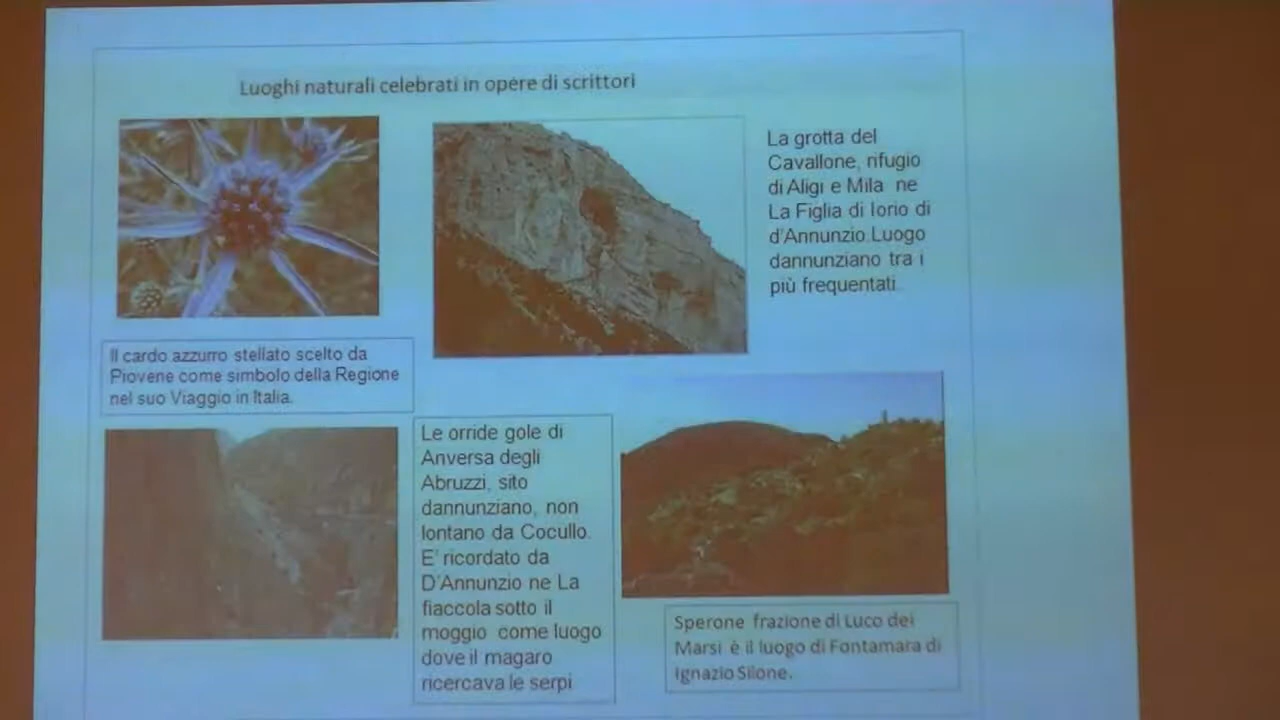 Luoghi naturali celebrati in opere di scrittori
La grotta del
Cavallone, rifugio
di Aligi e Mila ne
La Figlia di Iorio di
d'Annunzio.Luogo
dannunziano tra i
più frequentati.
Il cardo azzurro stellato scelto da
Piovene come simbolo della Regione
nel suo Viaggio in Italia.
Le orride gole di
Anversa degli
Abruzzi, sito
dannunziano, non
lontano da Cocullo.
E' ricordato da
D'Annunzio ne La
fiaccola sotto il
moggio come luogo
dove il magaro
ricercava le serpi
Sperone frazione di Luco dei
Marsi è il luogo di Fontamara di
Ignazio Silone.